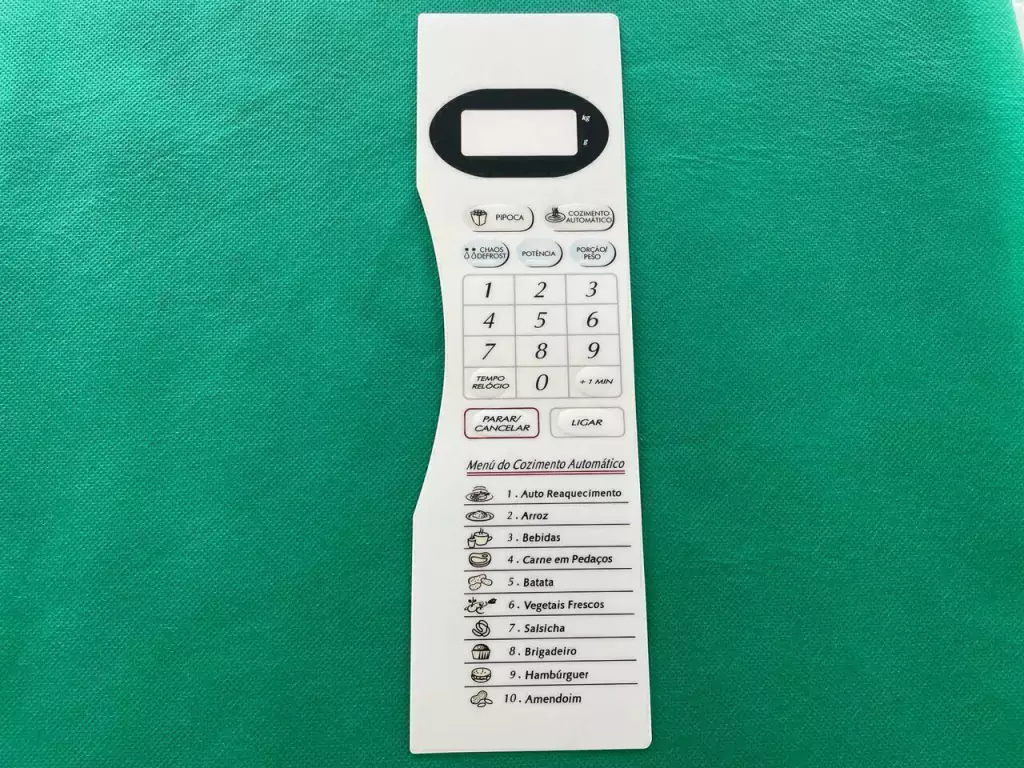 kg
g
PIPOCA
COZIMENTO
AUTOMÁTICO
CHAOS
DEFROST
POTÊNCIA
PORÇÃO/
PESO
1 2 3
4 5 6
7 8 9
TEMPO
RELÓGIO
0
+ 1 MIN
PARAR/
CANCELAR
LIGAR
Menú do Cozimento Automático
1 . Auto Reaquecimento
2 . Arroz
3 . Bebidas
4 . Carne em Pedaços
5 . Batata
6 . Vegetais Frescos
7 . Salsicha
8 . Brigadeiro
9 . Hambúrguer
10 . Amendoim